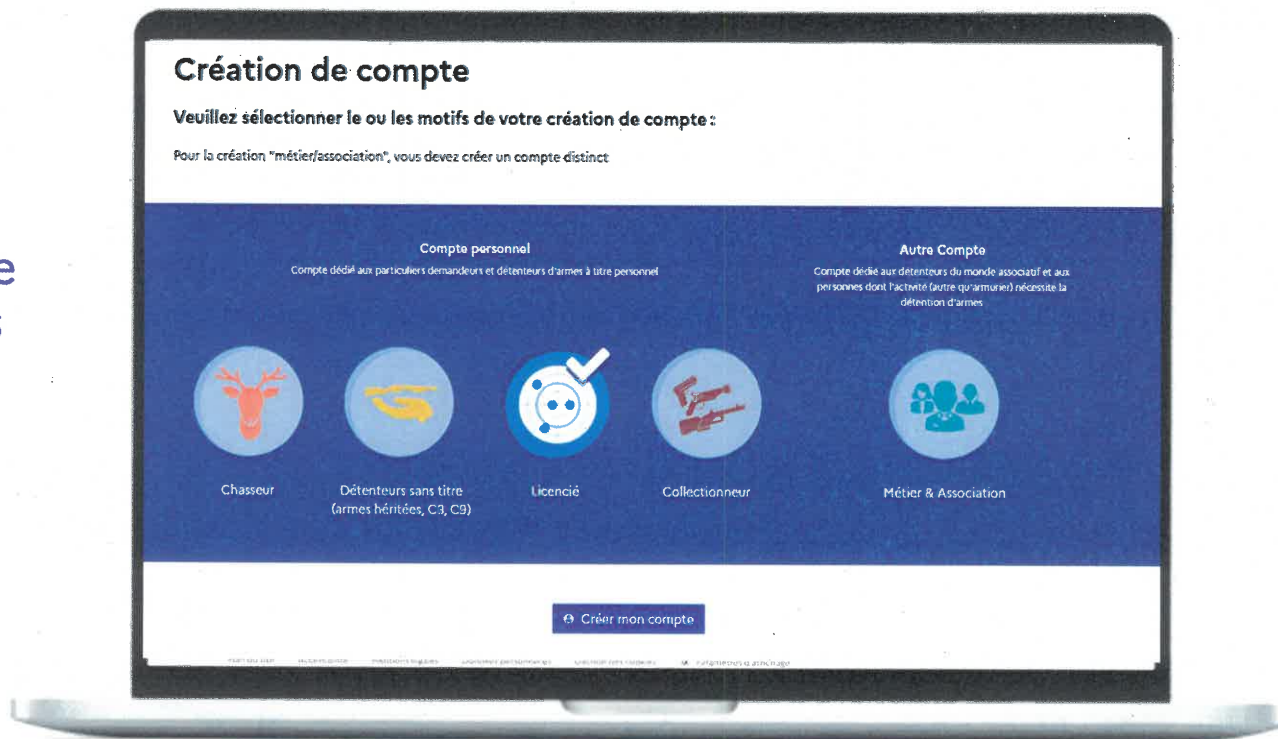 Création de compte
Veuillez sélectionner le ou les motifs de votre création de compte :
Pour la création "métier/association", vous devez créer un compte distinct
Compte personnel
Compte dédié aux particuliers demandeurs et détenteurs d'armes à titre personnel
Autre Compte
Compte dédié aux détenteurs du monde associatif et aux
personnes dont l'activité (autre qu'armurier) nécessite la
détention d'armes
Chasseur
Détenteurs sans titre
(armes héritées, C3, C9)
Licencié
Collectionneur
Métier & Association
Créer mon compte